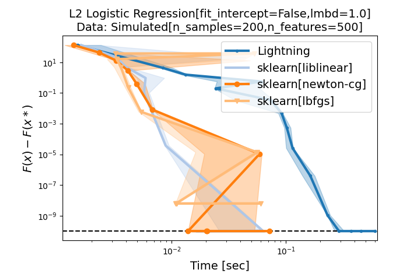 L2 Logistic Regression[fit_intercept=False,lmbd=1.0]
Data: Simulated[n_samples=200,n_features=500]
Lightning
sklearn[liblinear]
sklearn[newton-cg]
sklearn[lbfgs]
F(x) − F(x*)
10¹
10⁻¹
10⁻³
10⁻⁵
10⁻⁷
10⁻⁹
10⁻²
10⁻¹
Time [sec]